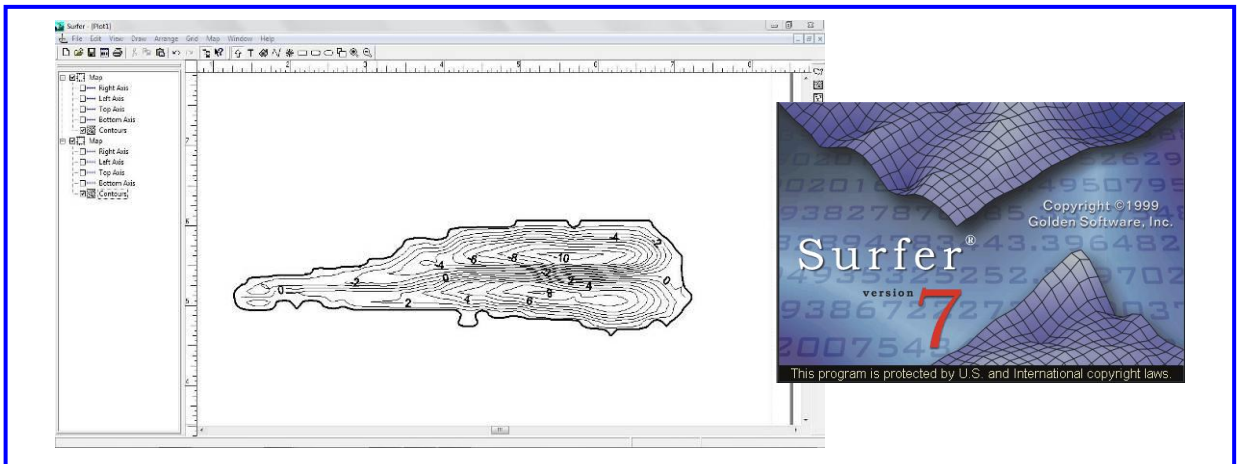 Surfer - [Plot1]
File Edit View Draw Arrange Grid Map Window Help
Map
Right Axis
Left Axis
Top Axis
Bottom Axis
Contours
Map
Right Axis
Left Axis
Top Axis
Bottom Axis
Contours
-4
-2
-6 -8 -10
-4
0 -2 0 2 4 0
2 4 6 8
Copyright ©1999
Golden Software, Inc.
Surfer®
version 7
This program is protected by U.S. and International copyright laws.